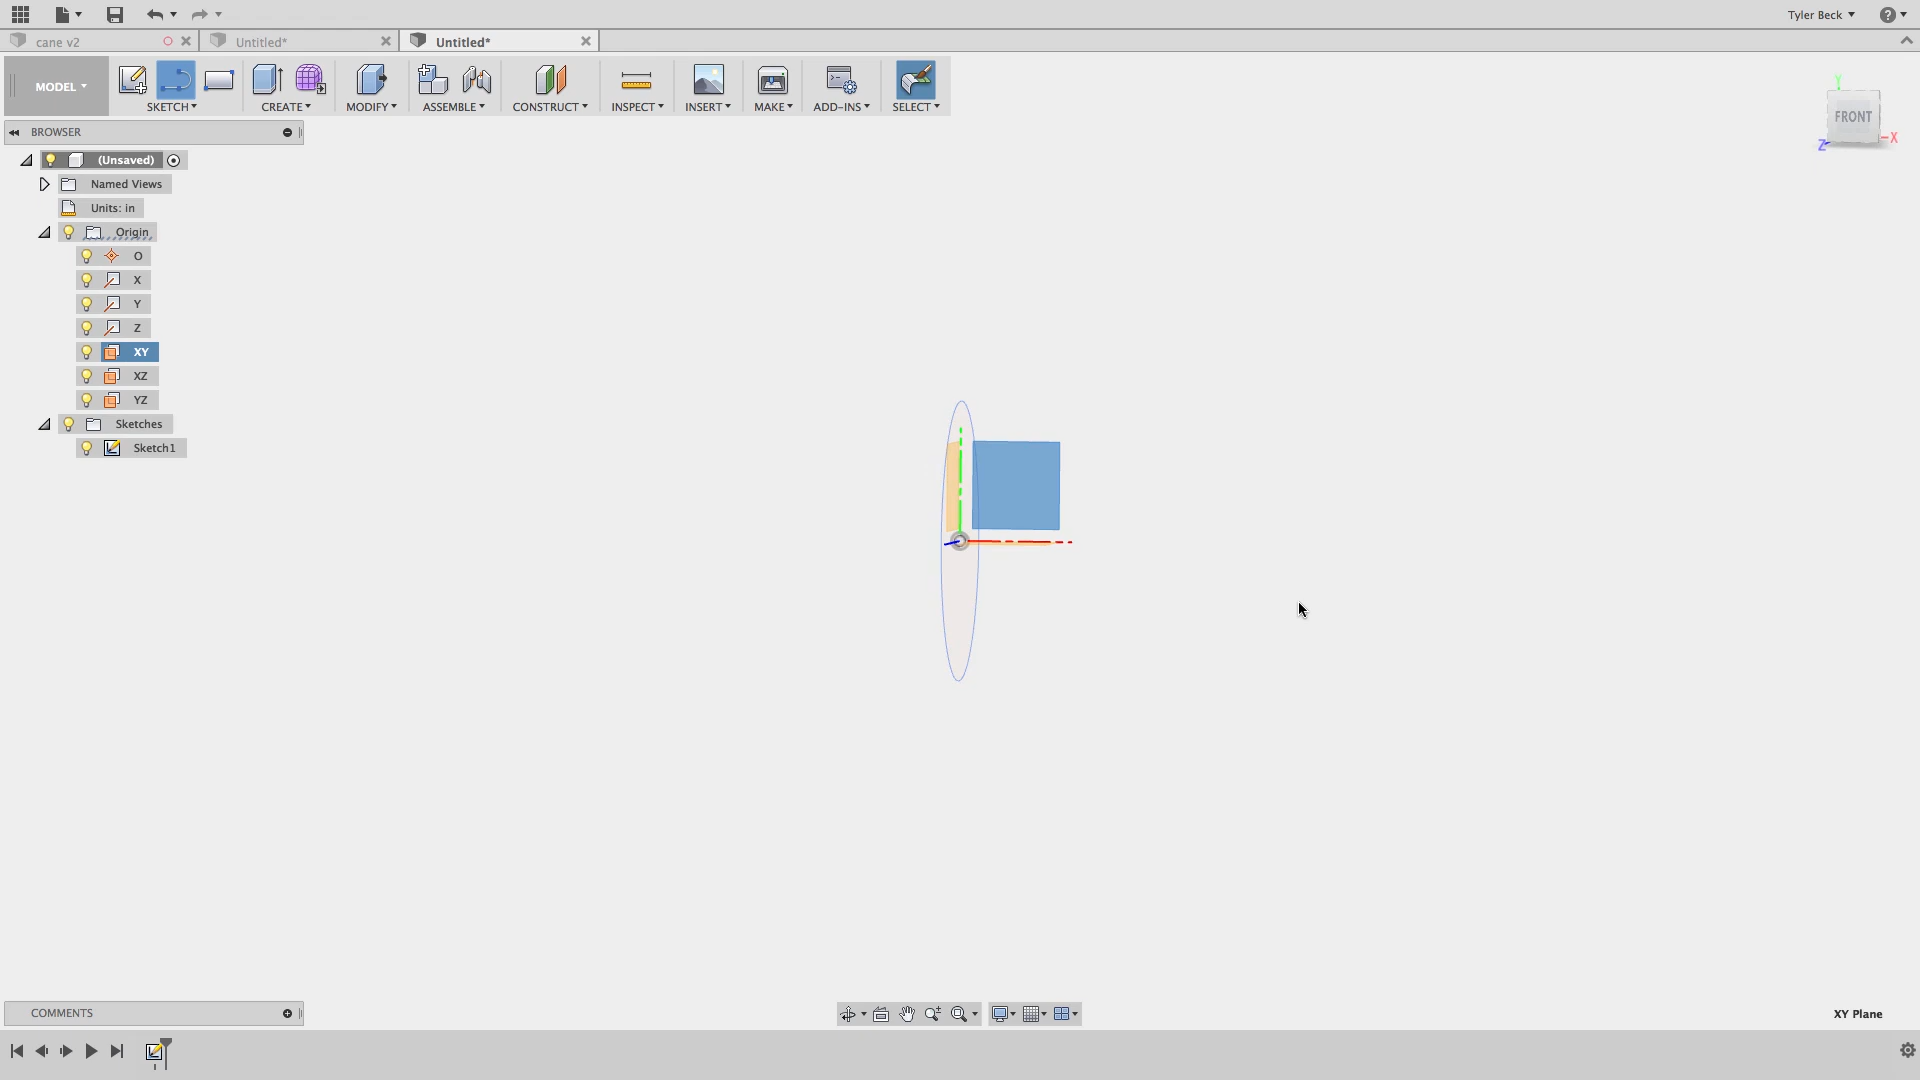 Tyler Beck
cane v2
Untitled*
Untitled*
MODEL
SKETCH
CREATE
MODIFY
ASSEMBLE
CONSTRUCT
INSPECT
INSERT
MAKE
ADD-INS
SELECT
BROWSER
(Unsaved)
Named Views
Units: in
Origin
O
X
Y
Z
XY
XZ
YZ
Sketches
Sketch1
Y
FRONT
X
Z
COMMENTS
XY Plane